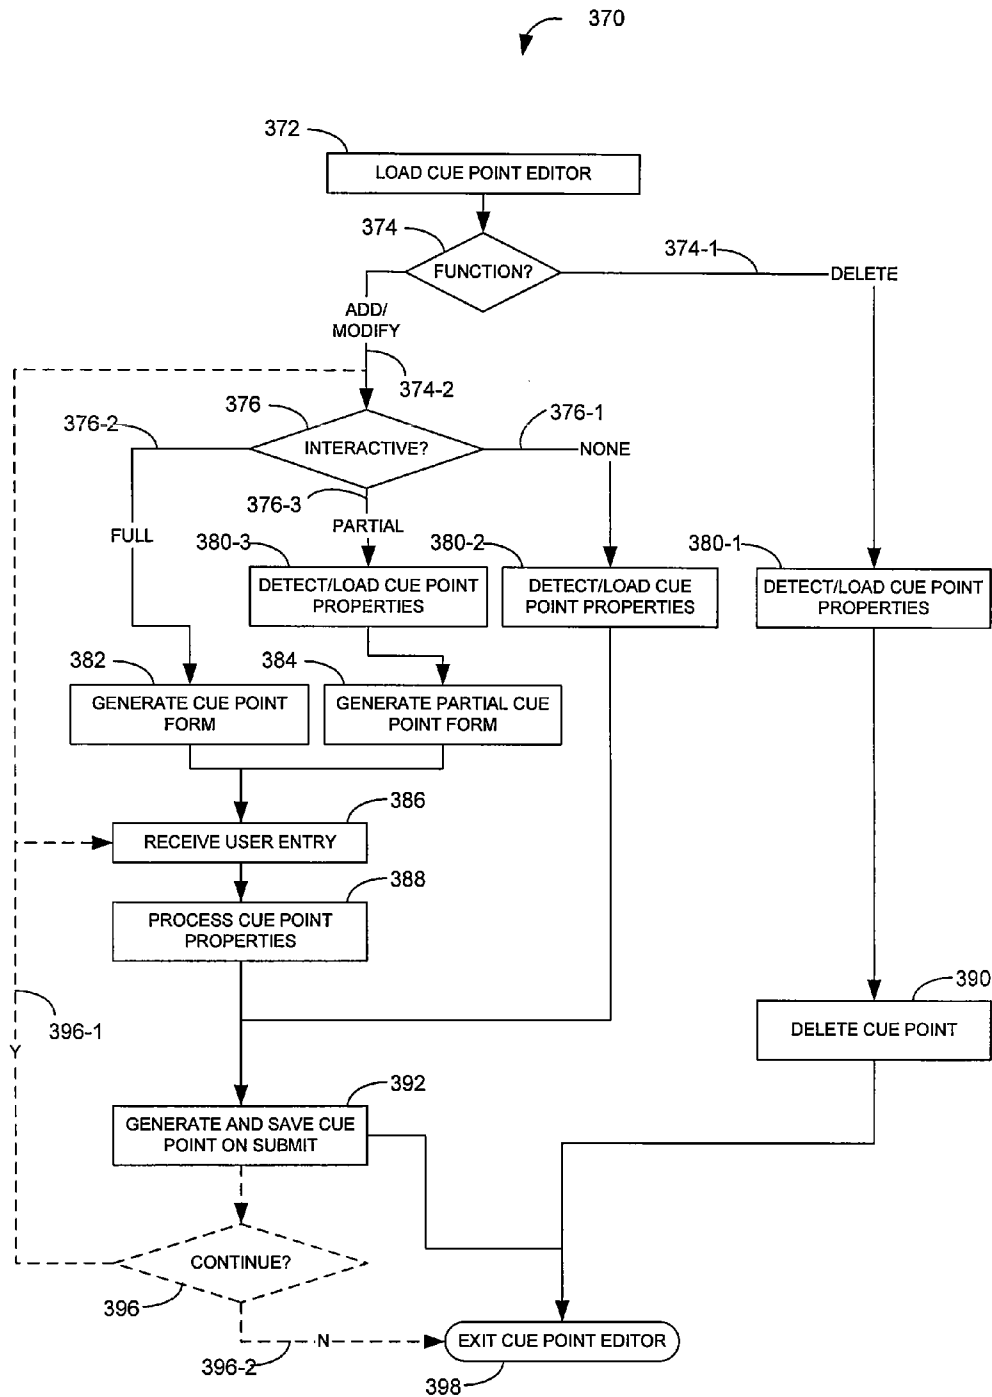 370
372
LOAD CUE POINT EDITOR
374
FUNCTION?
374-1
DELETE
ADD/
MODIFY
374-2
376
376-2
INTERACTIVE?
376-1
NONE
376-3
FULL
PARTIAL
380-3
380-2
380-1
DETECT/LOAD CUE POINT
PROPERTIES
DETECT/LOAD CUE
POINT PROPERTIES
DETECT/LOAD CUE POINT
PROPERTIES
382
384
GENERATE CUE POINT
FORM
GENERATE PARTIAL CUE
POINT FORM
386
RECEIVE USER ENTRY
388
PROCESS CUE POINT
PROPERTIES
390
DELETE CUE POINT
396-1
Y
392
GENERATE AND SAVE CUE
POINT ON SUBMIT
CONTINUE?
396
N
396-2
EXIT CUE POINT EDITOR
398